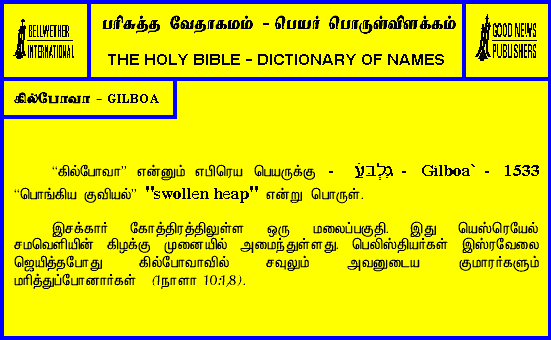 BELLWETHER
INTERNATIONAL
பரிசுத்த வேதாகமம் - பெயர் பொருள்விளக்கம்
THE HOLY BIBLE - DICTIONARY OF NAMES
GOOD NEWS
PUBLISHERS
கில்போவா - GILBOA
“கில்போவா” என்னும் எபிரெய பெயருக்கு - גִּלְבֹּעַ - Gilboa` - 1533
“பொங்கிய குவியல்” "swollen heap" என்று பொருள்.
இசக்கார் கோத்திரத்திலுள்ள ஒரு மலைப்பகுதி. இது யெஸ்ரெயேல்
சமவெளியின் கிழக்கு முனையில் அமைந்துள்ளது. பெலிஸ்தியர்கள் இஸ்ரவேலை
ஜெயித்தபோது கில்போவாவில் சவுலும் அவனுடைய குமாரர்களும்
மரித்துப்போனார்கள் (1நாளா 10:1,8).